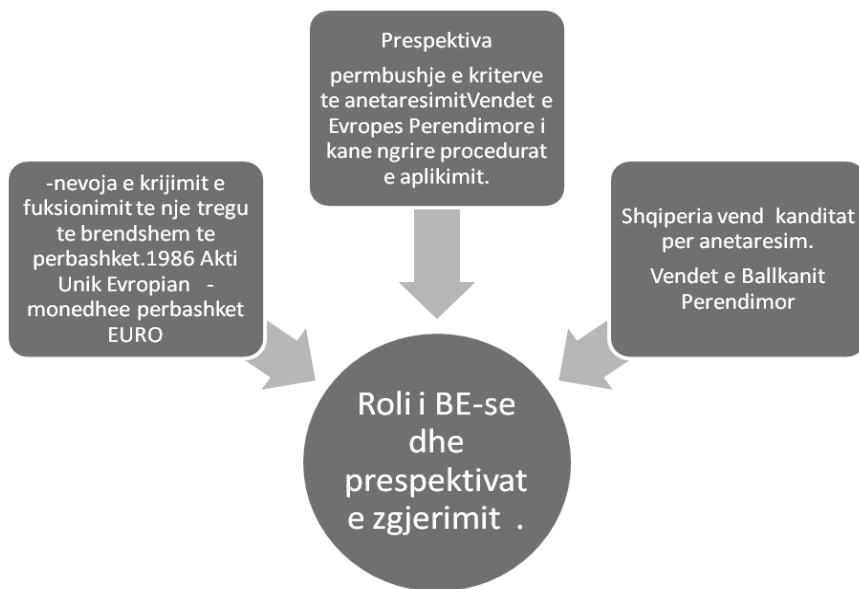 Prespektiva
permbushje e kriterve
te anetaresimitVendet e
Evropes Perendimore i
kane ngrire procedurat
e aplikimit.
-nevoja e krijimit e
fuksionimit te nje tregu
te brendshem te
perbashket.1986 Akti
Unik Evropian -
monedhee perbashket
EURO
Shqiperia vend kanditat
per anetaresim.
Vendet e Ballkanit
Perendimor
Roli i BE-se
dhe
prespektivat
e zgjerimit .